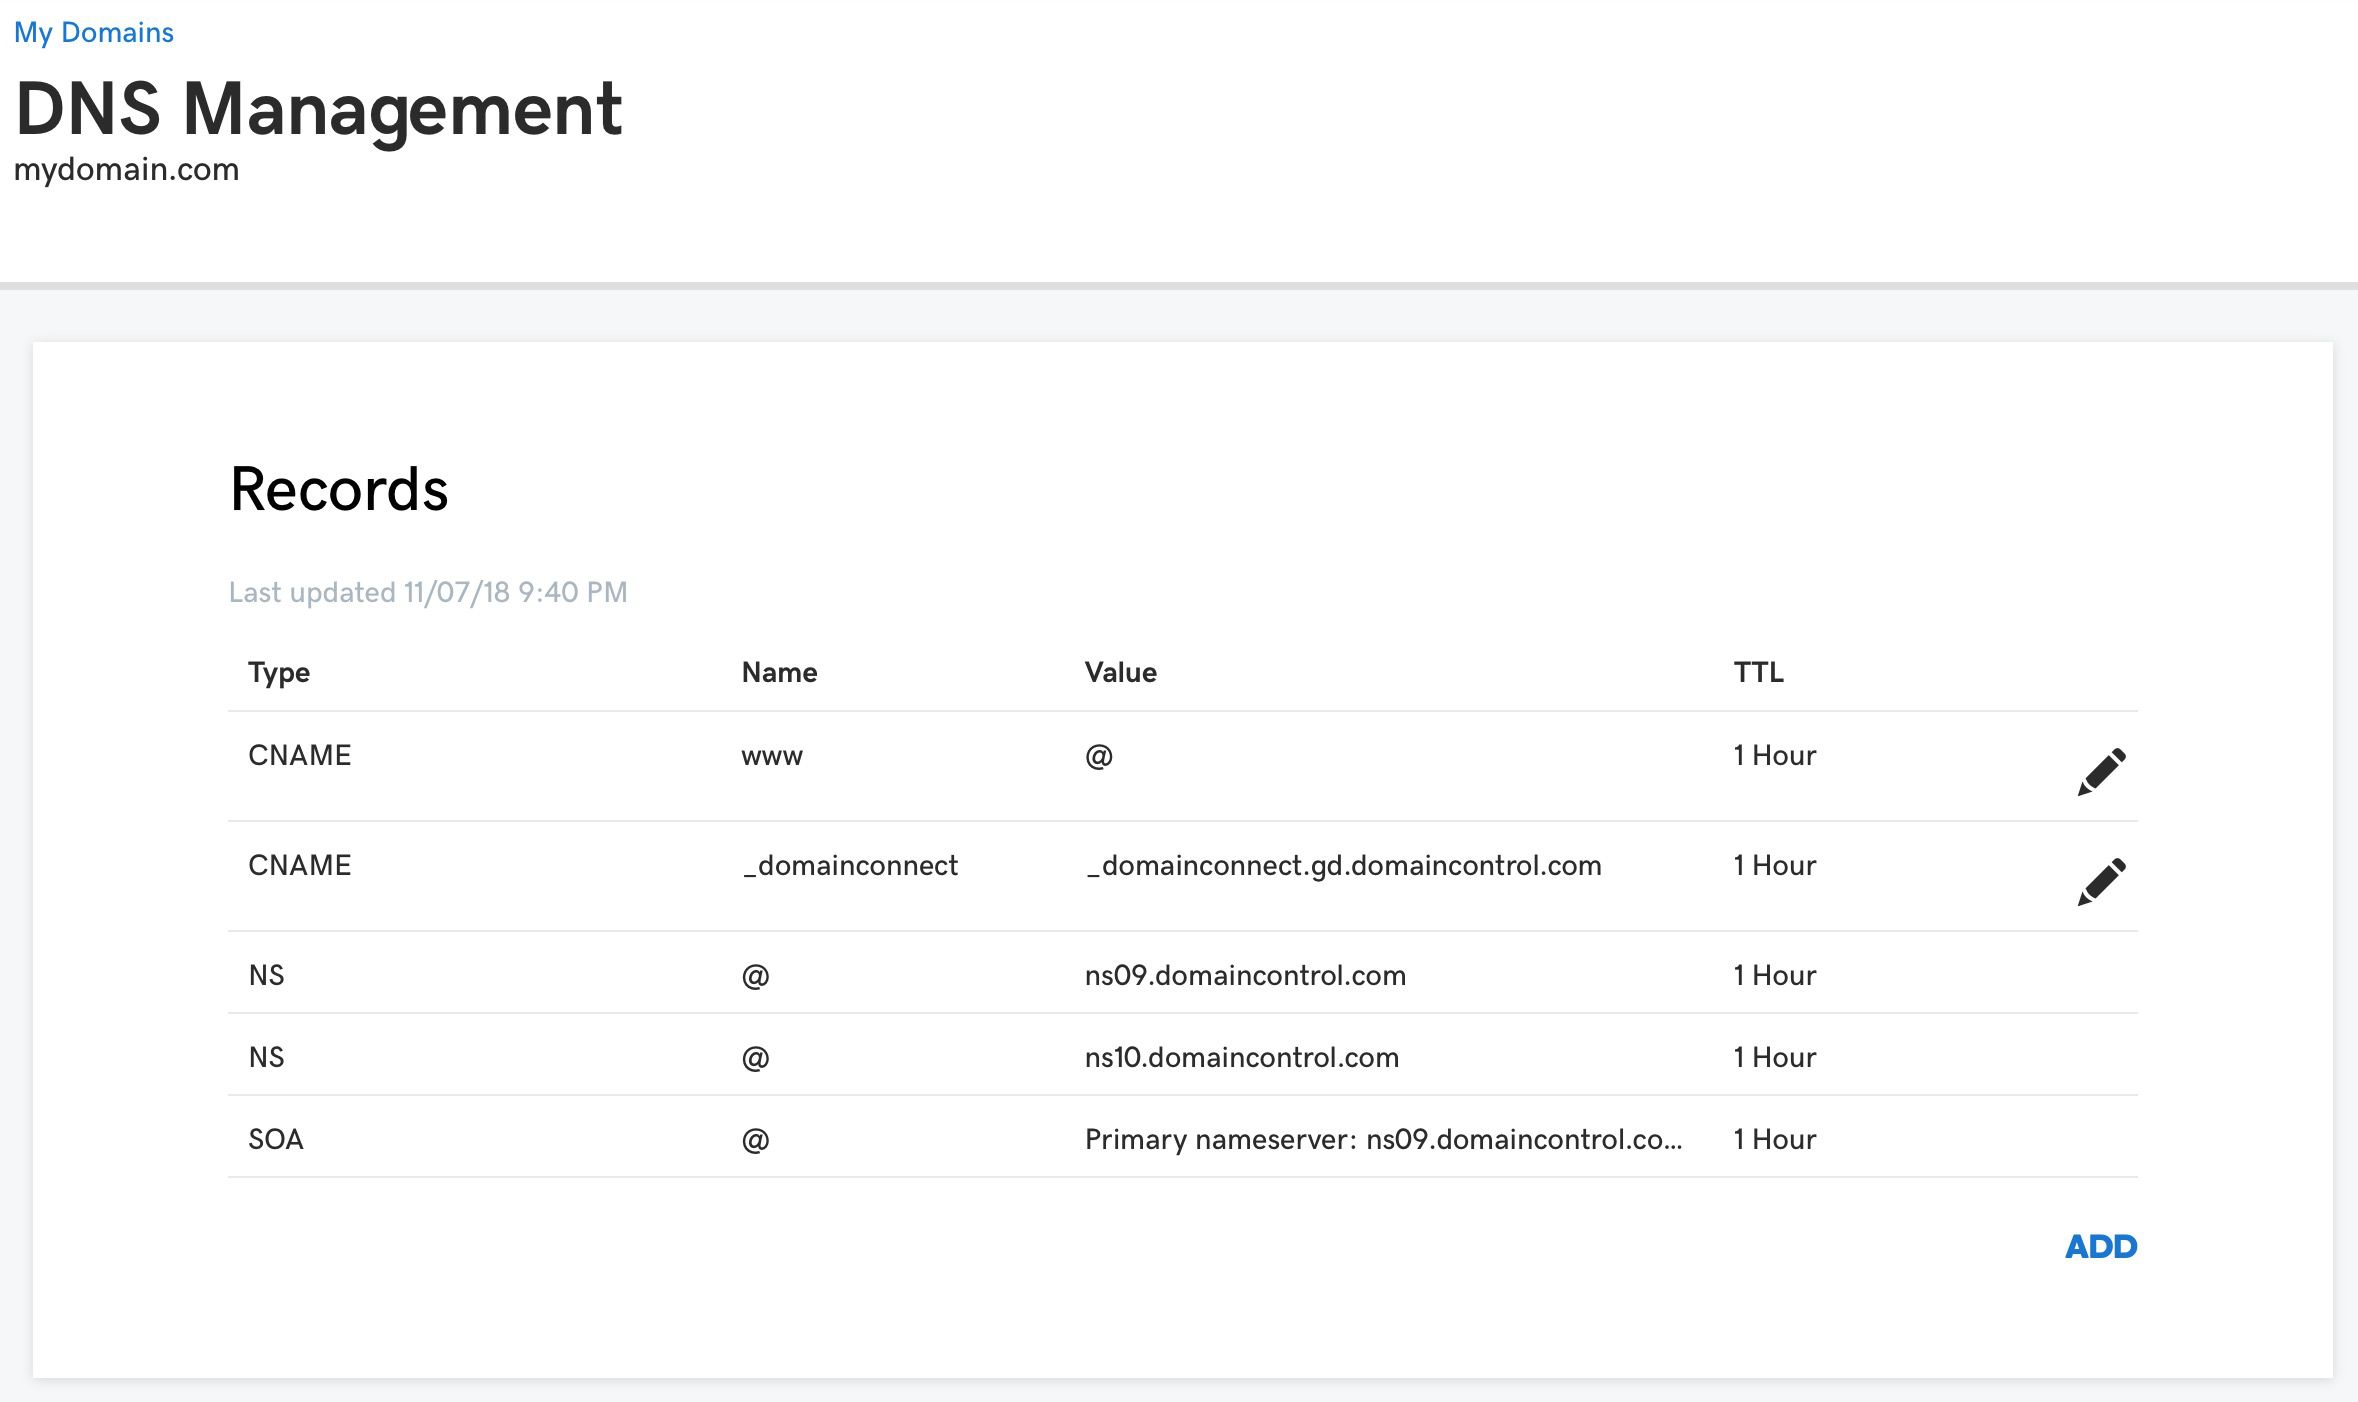 My Domains
DNS Management
mydomain.com
Records
Last updated 11/07/18 9:40 PM
Type Name Value TTL
CNAME www @ 1 Hour
CNAME _domainconnect _domainconnect.gd.domaincontrol.com 1 Hour
NS @ ns09.domaincontrol.com 1 Hour
NS @ ns10.domaincontrol.com 1 Hour
SOA @ Primary nameserver: ns09.domaincontrol.co... 1 Hour
ADD